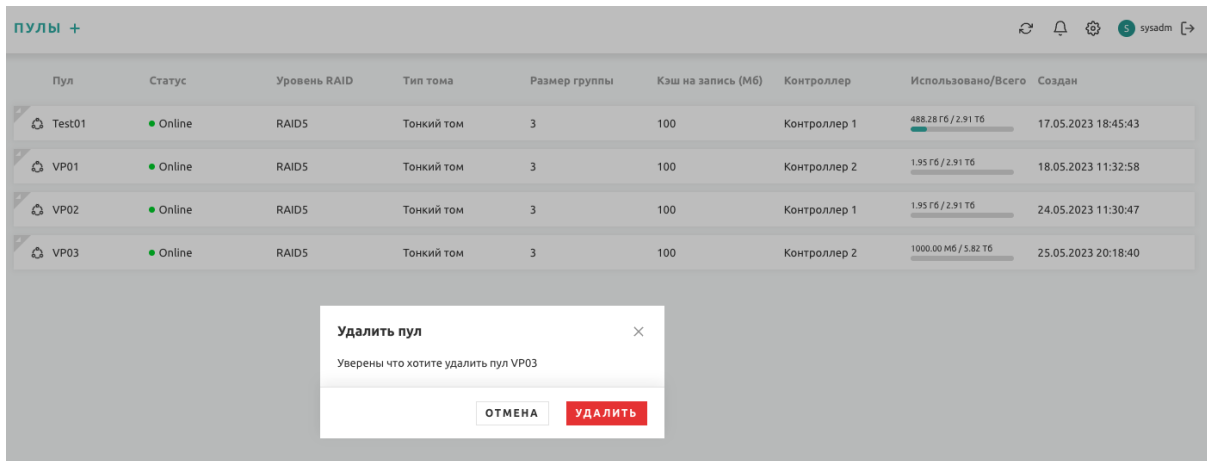 ПУЛЫ +
S sysadm
Пул Статус Уровень RAID Тип тома Размер группы Кэш на запись (Мб) Контроллер Использовано/Всего Создан
Test01 Online RAID5 Тонкий том 3 100 Контроллер 1 488.28 Гб / 2.91 Тб 17.05.2023 18:45:43
VP01 Online RAID5 Тонкий том 3 100 Контроллер 2 1.95 Гб / 2.91 Тб 18.05.2023 11:32:58
VP02 Online RAID5 Тонкий том 3 100 Контроллер 1 1.95 Гб / 2.91 Тб 24.05.2023 11:30:47
VP03 Online RAID5 Тонкий том 3 100 Контроллер 2 1000.00 Мб / 5.82 Тб 25.05.2023 20:18:40
Удалить пул
Уверены что хотите удалить пул VP03
ОТМЕНА УДАЛИТЬ